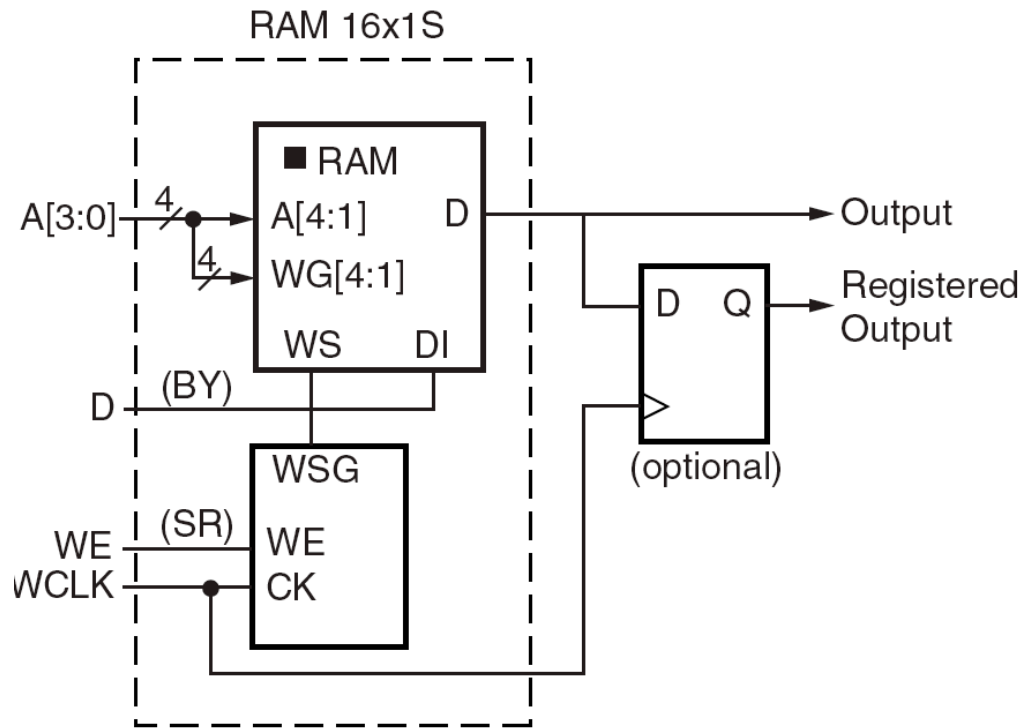 RAM 16x1S
RAM
A[3:0]
4
A[4:1]
D
Output
4
WG[4:1]
D
Q
Registered
Output
WS
DI
D
(BY)
(optional)
WSG
(SR)
WE
WE
WCLK
CK